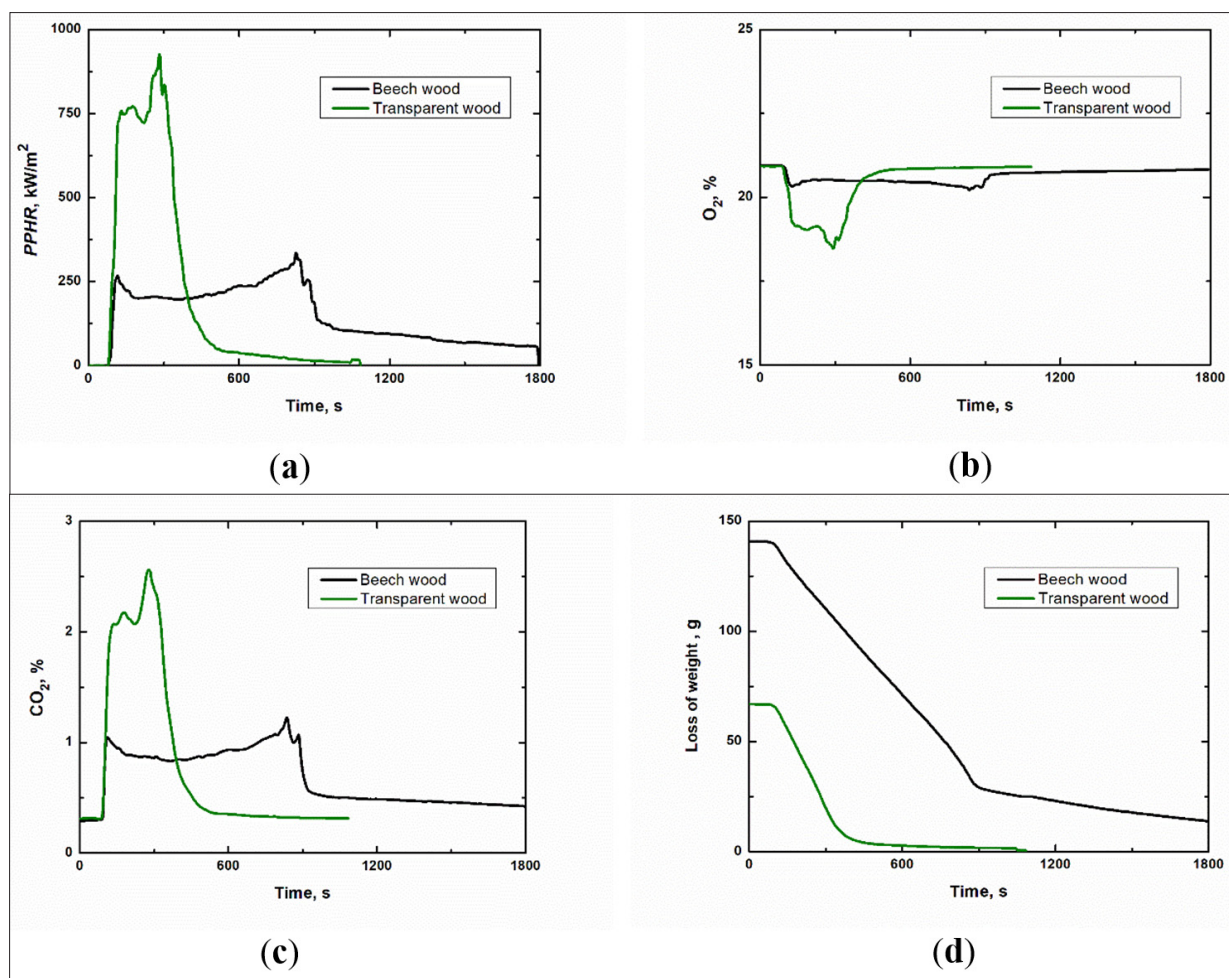 1000
750
500
250
0
PPHR, kW/m²
0
600
1200
1800
Time, s
Beech wood
Transparent wood
(a)
25
20
15
O₂, %
0
600
1200
1800
Time, s
Beech wood
Transparent wood
(b)
3
2
1
0
CO₂, %
0
600
1200
1800
Time, s
Beech wood
Transparent wood
(c)
150
100
50
0
Loss of weight , g
0
600
1200
1800
Time, s
Beech wood
Transparent wood
(d)